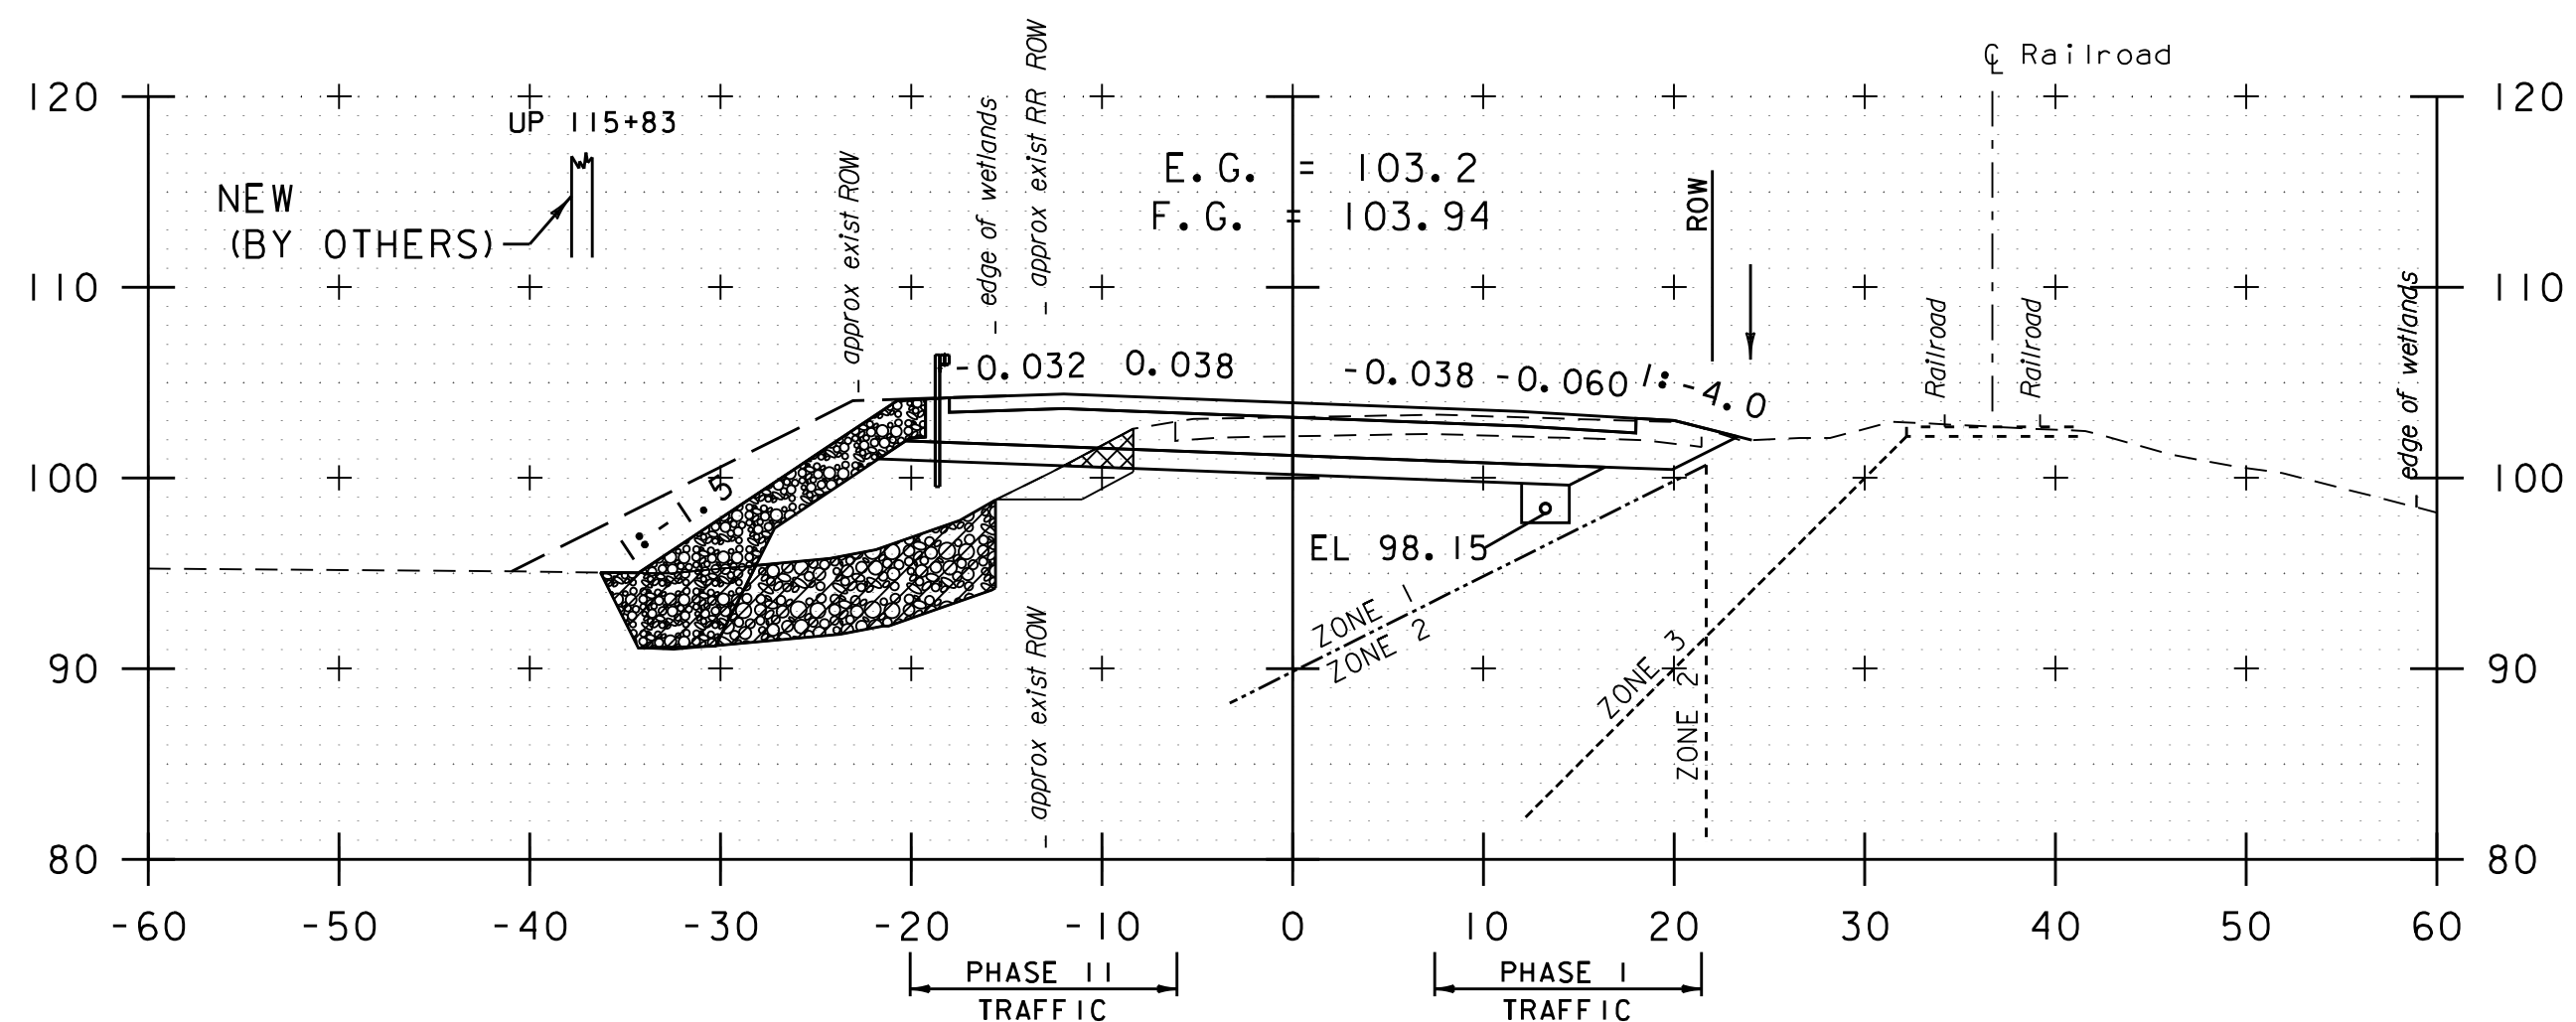 ℄ Railroad
120
120
UP 115+83
NEW
(BY OTHERS)
approx exist ROW
edge of wetlands
approx exist RR ROW
E.G. = 103.2
F.G. = 103.94
ROW
110
110
Railroad
Railroad
edge of wetlands
-0.032
0.038
-0.038
-0.060
1:-4.0
100
100
1:-1.5
EL 98.15
ZONE 1
ZONE 2
ZONE 3
ZONE 2
approx exist ROW
90
90
80
80
-60
-50
-40
-30
-20
-10
0
10
20
30
40
50
60
PHASE II
TRAFFIC
PHASE I
TRAFFIC